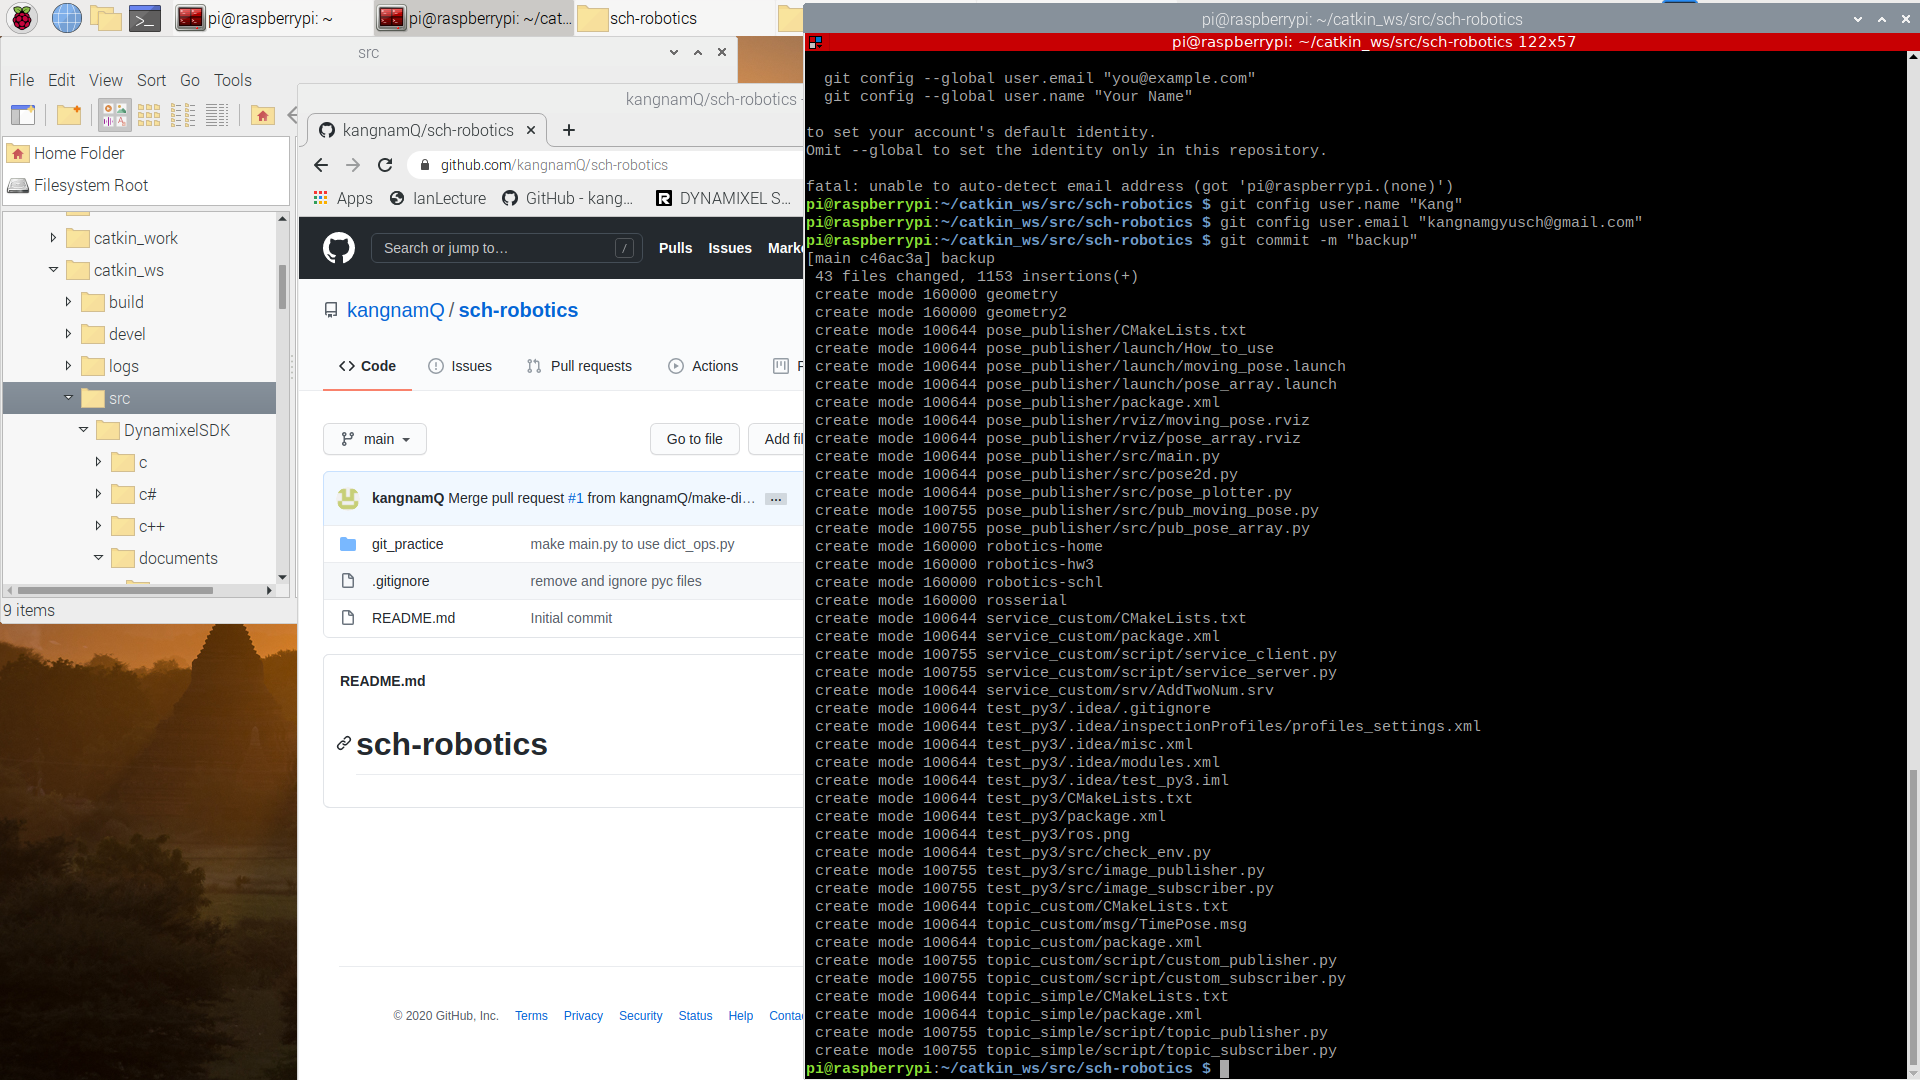 pi@raspberrypi: ~
pi@raspberrypi: ~/cat...
sch-robotics
src
File Edit View Sort Go Tools
Home Folder
Filesystem Root
catkin_work
catkin_ws
build
devel
logs
src
DynamixelSDK
c
c#
c++
documents
9 items
kangnamQ/sch-robotics -
kangnamQ/sch-robotics
github.com/kangnamQ/sch-robotics
Apps
IanLecture
GitHub - kang...
DYNAMIXEL S...
Search or jump to…
/
Pulls Issues Marke
kangnamQ / sch-robotics
Code Issues Pull requests Actions P
main
Go to file
Add fil
kangnamQ Merge pull request #1 from kangnamQ/make-di… …
git_practice make main.py to use dict_ops.py
.gitignore remove and ignore pyc files
README.md Initial commit
README.md
sch-robotics
© 2020 GitHub, Inc. Terms Privacy Security Status Help Contac
pi@raspberrypi: ~/catkin_ws/src/sch-robotics
pi@raspberrypi: ~/catkin_ws/src/sch-robotics 122x57
git config --global user.email "you@example.com"
git config --global user.name "Your Name"
to set your account's default identity.
Omit --global to set the identity only in this repository.
fatal: unable to auto-detect email address (got 'pi@raspberrypi.(none)')
pi@raspberrypi:~/catkin_ws/src/sch-robotics $ git config user.name "Kang"
pi@raspberrypi:~/catkin_ws/src/sch-robotics $ git config user.email "kangnamgyusch@gmail.com"
pi@raspberrypi:~/catkin_ws/src/sch-robotics $ git commit -m "backup"
[main c46ac3a] backup
43 files changed, 1153 insertions(+)
create mode 160000 geometry
create mode 160000 geometry2
create mode 100644 pose_publisher/CMakeLists.txt
create mode 100644 pose_publisher/launch/How_to_use
create mode 100644 pose_publisher/launch/moving_pose.launch
create mode 100644 pose_publisher/launch/pose_array.launch
create mode 100644 pose_publisher/package.xml
create mode 100644 pose_publisher/rviz/moving_pose.rviz
create mode 100644 pose_publisher/rviz/pose_array.rviz
create mode 100644 pose_publisher/src/main.py
create mode 100644 pose_publisher/src/pose2d.py
create mode 100644 pose_publisher/src/pose_plotter.py
create mode 100755 pose_publisher/src/pub_moving_pose.py
create mode 100755 pose_publisher/src/pub_pose_array.py
create mode 160000 robotics-home
create mode 160000 robotics-hw3
create mode 160000 robotics-schl
create mode 160000 rosserial
create mode 100644 service_custom/CMakeLists.txt
create mode 100644 service_custom/package.xml
create mode 100755 service_custom/script/service_client.py
create mode 100755 service_custom/script/service_server.py
create mode 100644 service_custom/srv/AddTwoNum.srv
create mode 100644 test_py3/.idea/.gitignore
create mode 100644 test_py3/.idea/inspectionProfiles/profiles_settings.xml
create mode 100644 test_py3/.idea/misc.xml
create mode 100644 test_py3/.idea/modules.xml
create mode 100644 test_py3/.idea/test_py3.iml
create mode 100644 test_py3/CMakeLists.txt
create mode 100644 test_py3/package.xml
create mode 100644 test_py3/ros.png
create mode 100644 test_py3/src/check_env.py
create mode 100755 test_py3/src/image_publisher.py
create mode 100755 test_py3/src/image_subscriber.py
create mode 100644 topic_custom/CMakeLists.txt
create mode 100644 topic_custom/msg/TimePose.msg
create mode 100644 topic_custom/package.xml
create mode 100755 topic_custom/script/custom_publisher.py
create mode 100755 topic_custom/script/custom_subscriber.py
create mode 100644 topic_simple/CMakeLists.txt
create mode 100644 topic_simple/package.xml
create mode 100755 topic_simple/script/topic_publisher.py
create mode 100755 topic_simple/script/topic_subscriber.py
pi@raspberrypi:~/catkin_ws/src/sch-robotics $